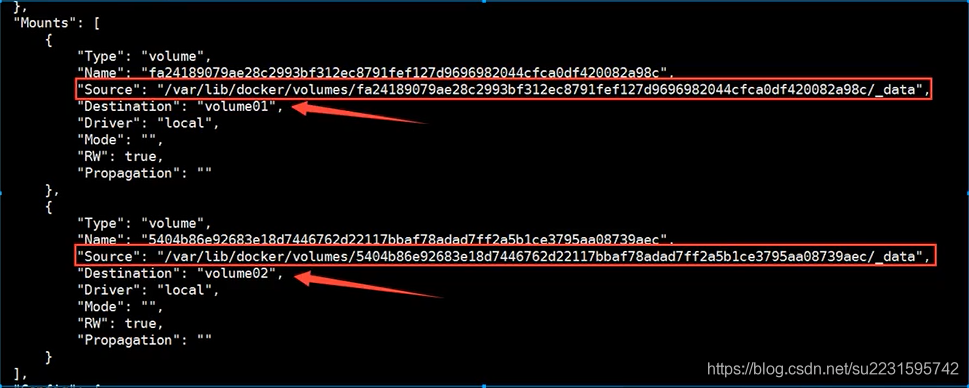 },
"Mounts": [
{
"Type": "volume",
"Name": "fa24189079ae28c2993bf312ec8791fef127d9696982044cfca0df420082a98c",
"Source": "/var/lib/docker/volumes/fa24189079ae28c2993bf312ec8791fef127d9696982044cfca0df420082a98c/_data",
"Destination": "volume01",
"Driver": "local",
"Mode": "",
"RW": true,
"Propagation": ""
},
{
"Type": "volume",
"Name": "5404b86e92683e18d7446762d22117bbaf78adad7ff2a5b1ce3795aa08739aec",
"Source": "/var/lib/docker/volumes/5404b86e92683e18d7446762d22117bbaf78adad7ff2a5b1ce3795aa08739aec/_data",
"Destination": "volume02",
"Driver": "local",
"Mode": "",
"RW": true,
"Propagation": ""
}
],
https://blog.csdn.net/su2231595742